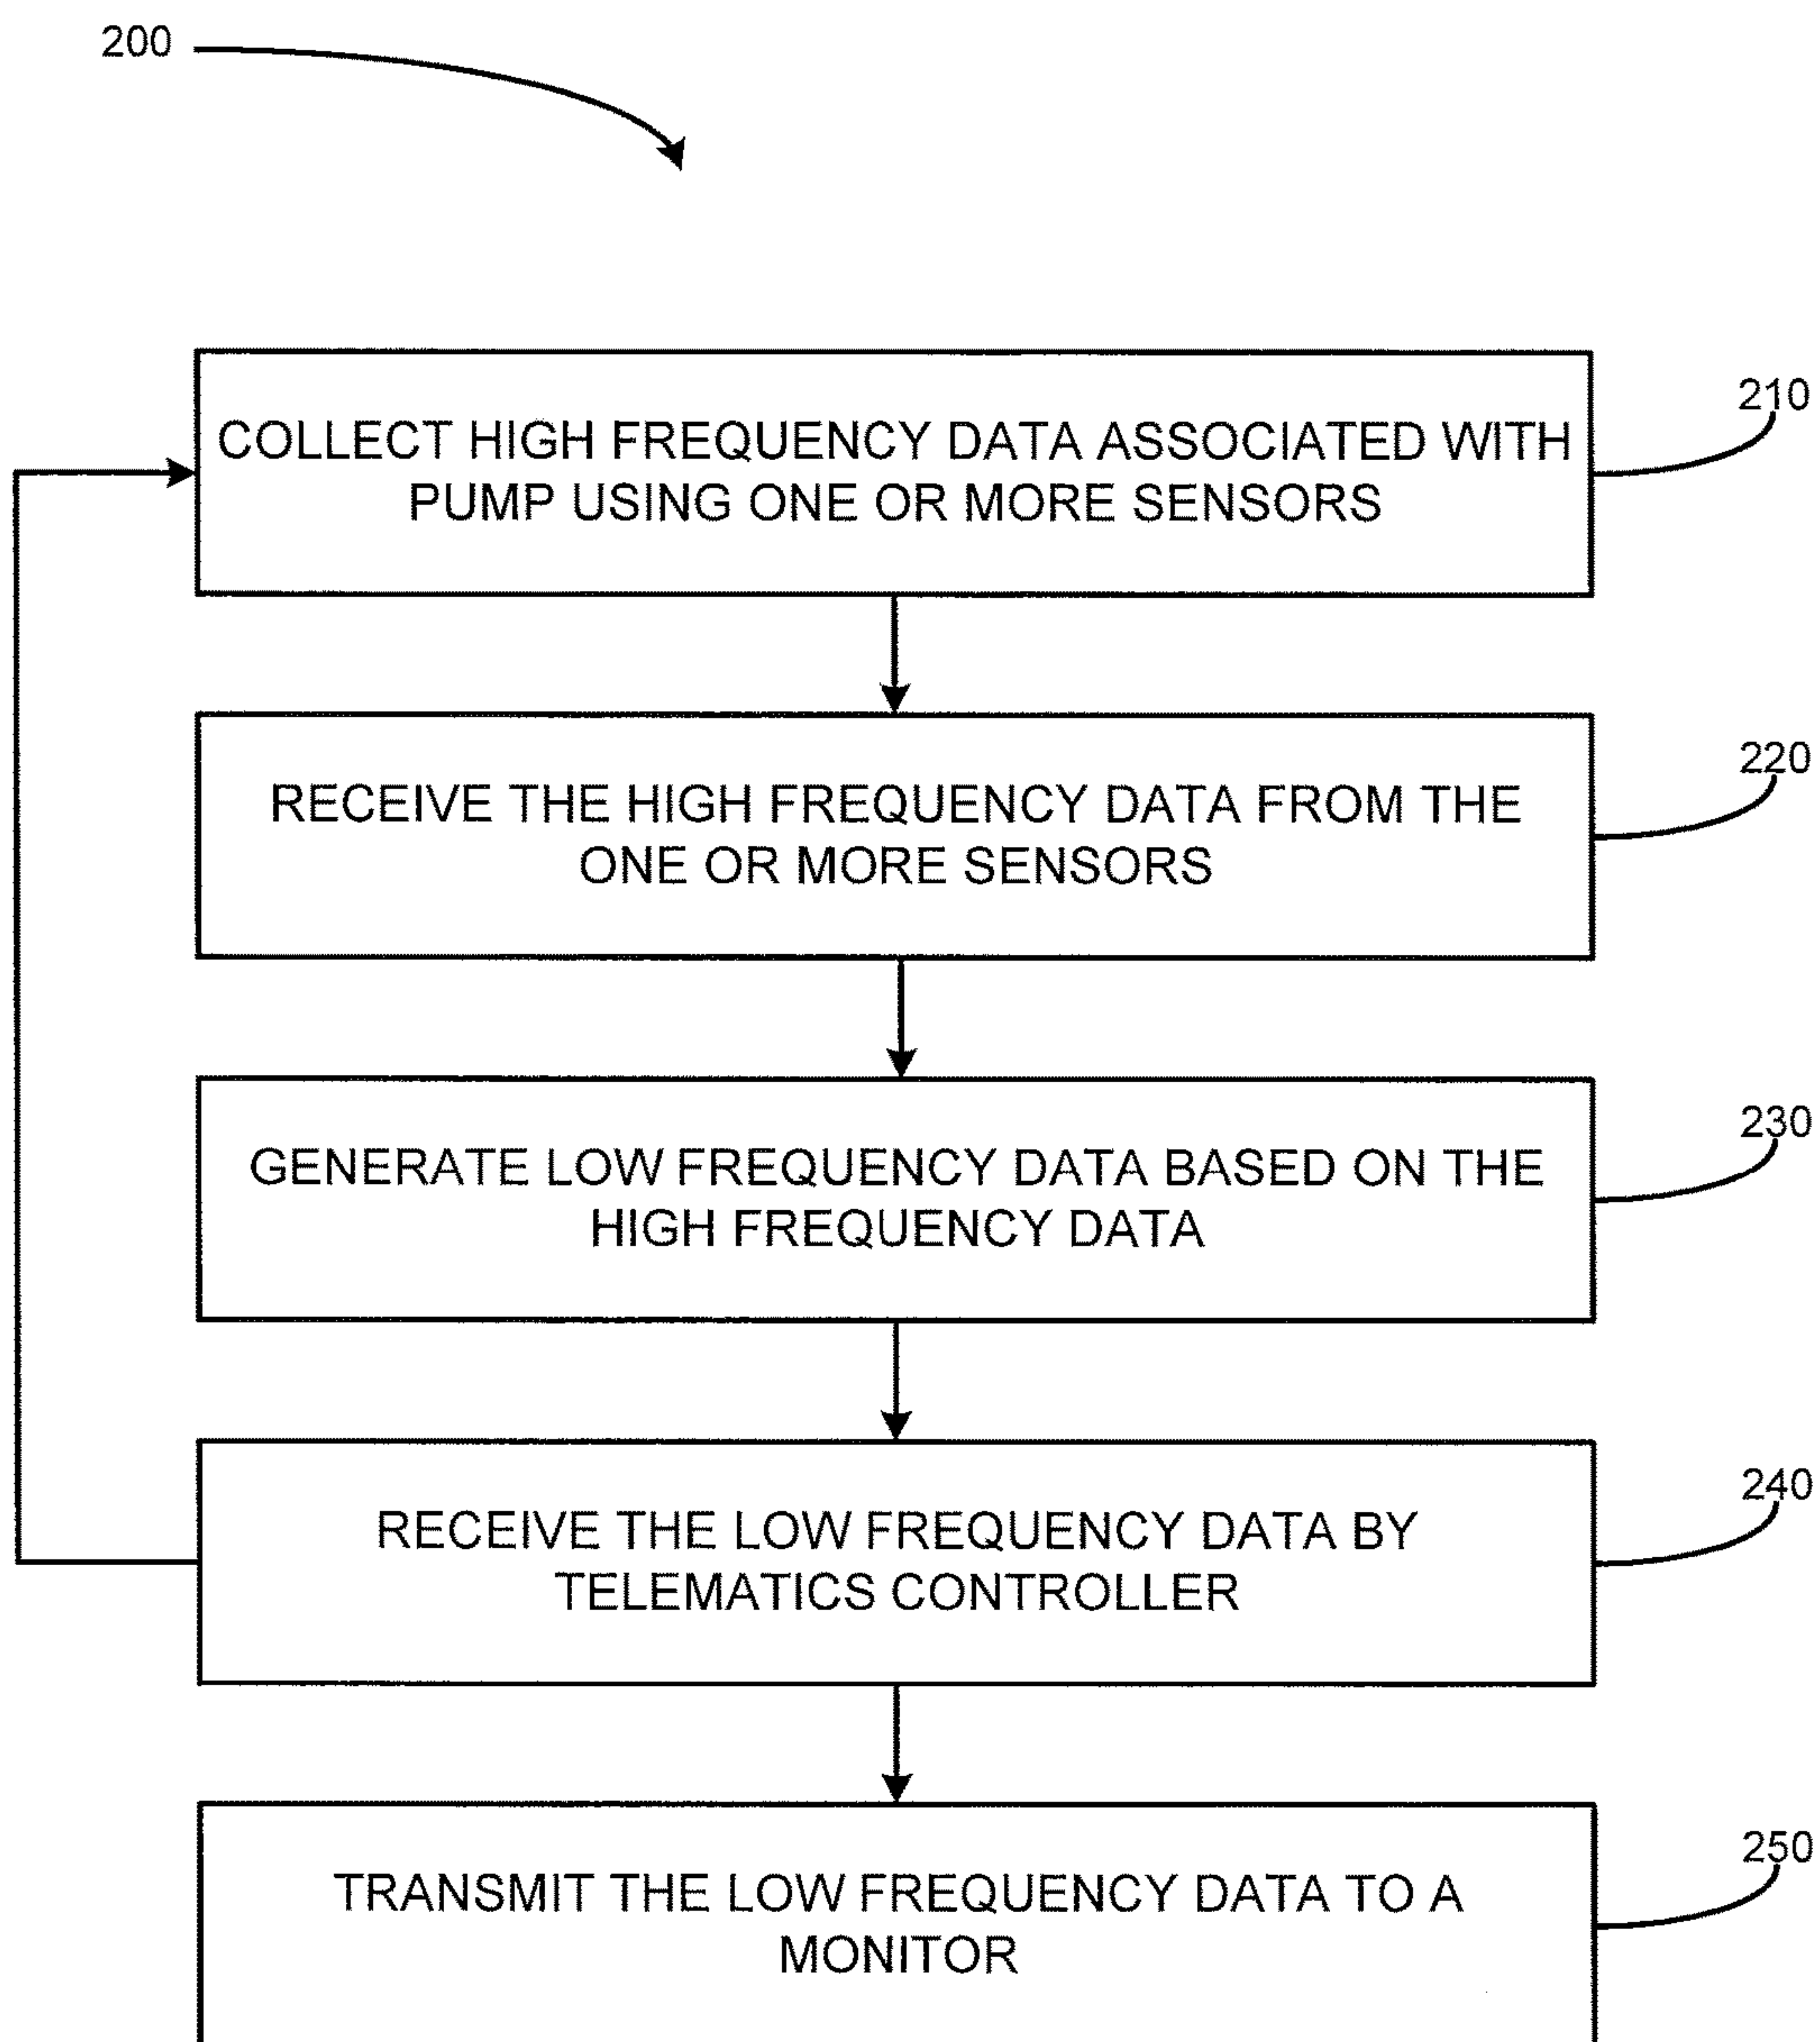 200
210
COLLECT HIGH FREQUENCY DATA ASSOCIATED WITH
PUMP USING ONE OR MORE SENSORS
220
RECEIVE THE HIGH FREQUENCY DATA FROM THE
ONE OR MORE SENSORS
230
GENERATE LOW FREQUENCY DATA BASED ON THE
HIGH FREQUENCY DATA
240
RECEIVE THE LOW FREQUENCY DATA BY
TELEMATICS CONTROLLER
250
TRANSMIT THE LOW FREQUENCY DATA TO A
MONITOR